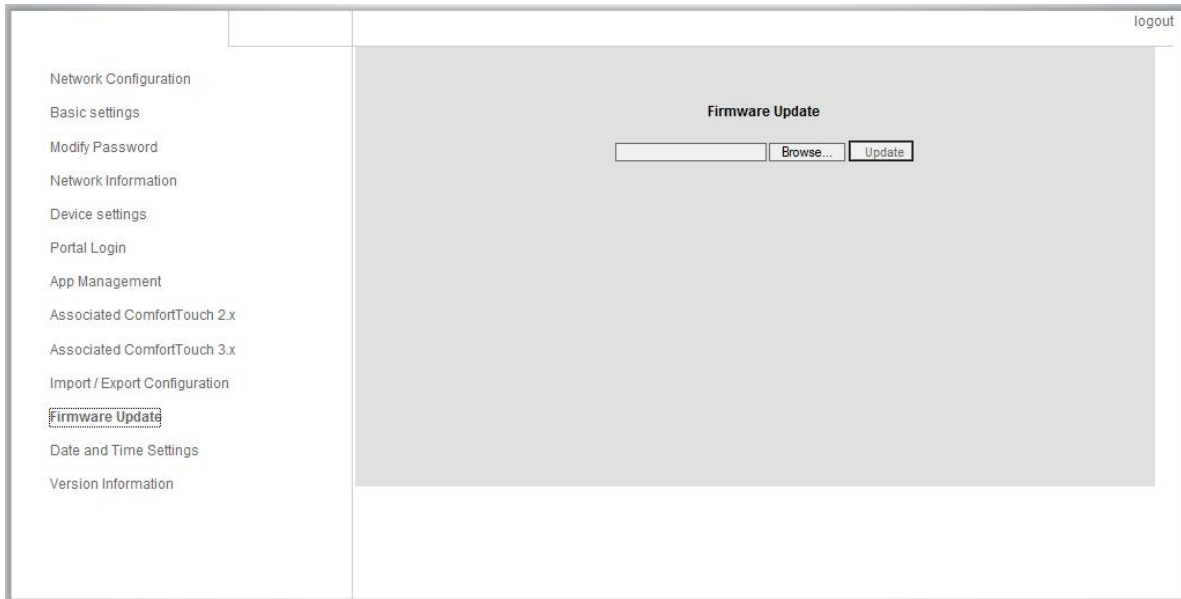 logout
Network Configuration
Basic settings
Modify Password
Network Information
Device settings
Portal Login
App Management
Associated ComfortTouch 2.x
Associated ComfortTouch 3.x
Import / Export Configuration
Firmware Update
Date and Time Settings
Version Information
Firmware Update
Browse... Update